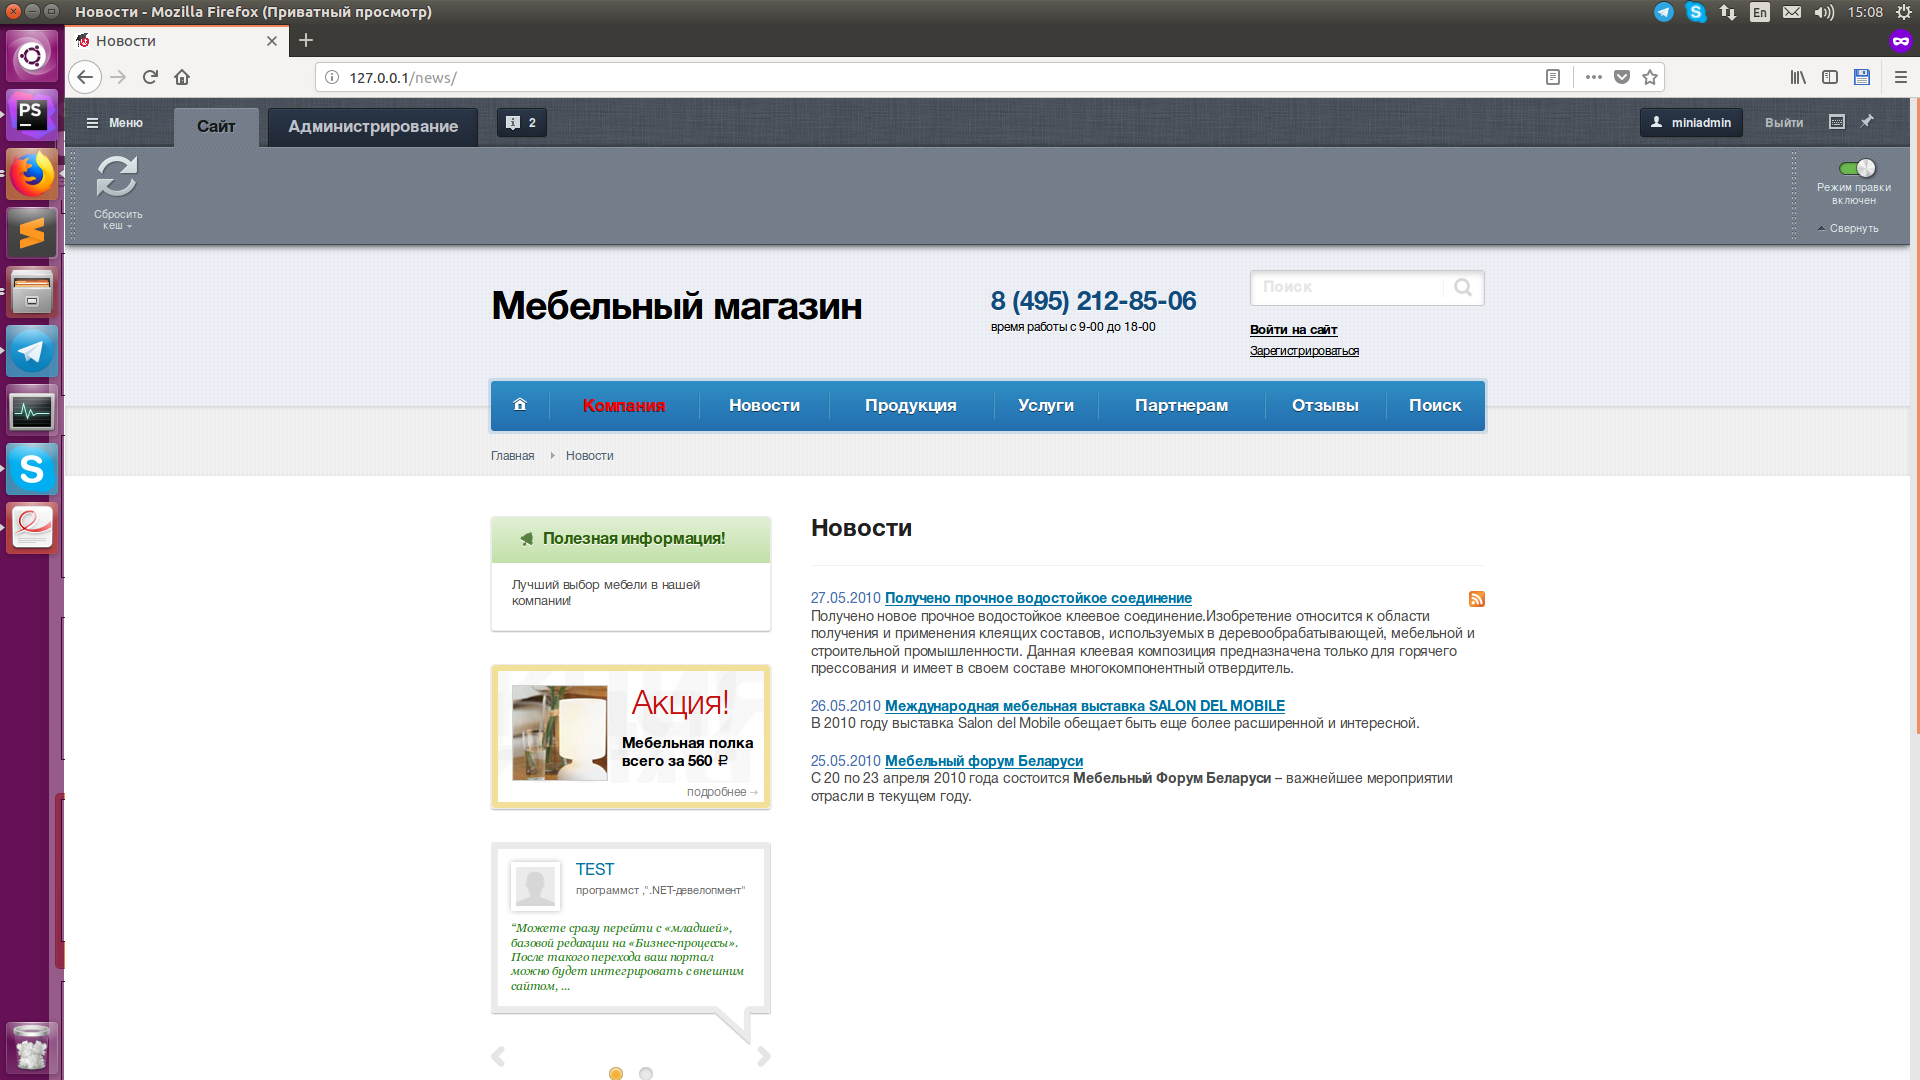 Новости - Mozilla Firefox (Приватный просмотр)
En
15:08
Новости
127.0.0.1/news/
Меню
Сайт
Администрирование
2
miniadmin
Выйти
Сбросить
кеш
Режим правки
включен
Свернуть
Мебельный магазин
8 (495) 212-85-06
время работы с 9-00 до 18-00
Поиск
Войти на сайт
Зарегистрироваться
Компания
Новости
Продукция
Услуги
Партнерам
Отзывы
Поиск
Главная
Новости
Полезная информация!
Лучший выбор мебели в нашей
компании!
Акция!
Мебельная полка
всего за 560 ₽
подробнее →
TEST
программст ,".NET-девелопмент"
“Можете сразу перейти с «младшей»,
базовой редакции на «Бизнес-процессы».
После такого перехода ваш портал
можно будет интегрировать с внешним
сайтом, ...
Новости
27.05.2010 Получено прочное водостойкое соединение
Получено новое прочное водостойкое клеевое соединение.Изобретение относится к области
получения и применения клеящих составов, используемых в деревообрабатывающей, мебельной и
строительной промышленности. Данная клеевая композиция предназначена только для горячего
прессования и имеет в своем составе многокомпонентный отвердитель.
26.05.2010 Международная мебельная выставка SALON DEL MOBILE
В 2010 году выставка Salon del Mobile обещает быть еще более расширенной и интересной.
25.05.2010 Мебельный форум Беларуси
С 20 по 23 апреля 2010 года состоится Мебельный Форум Беларуси – важнейшее мероприятии
отрасли в текущем году.